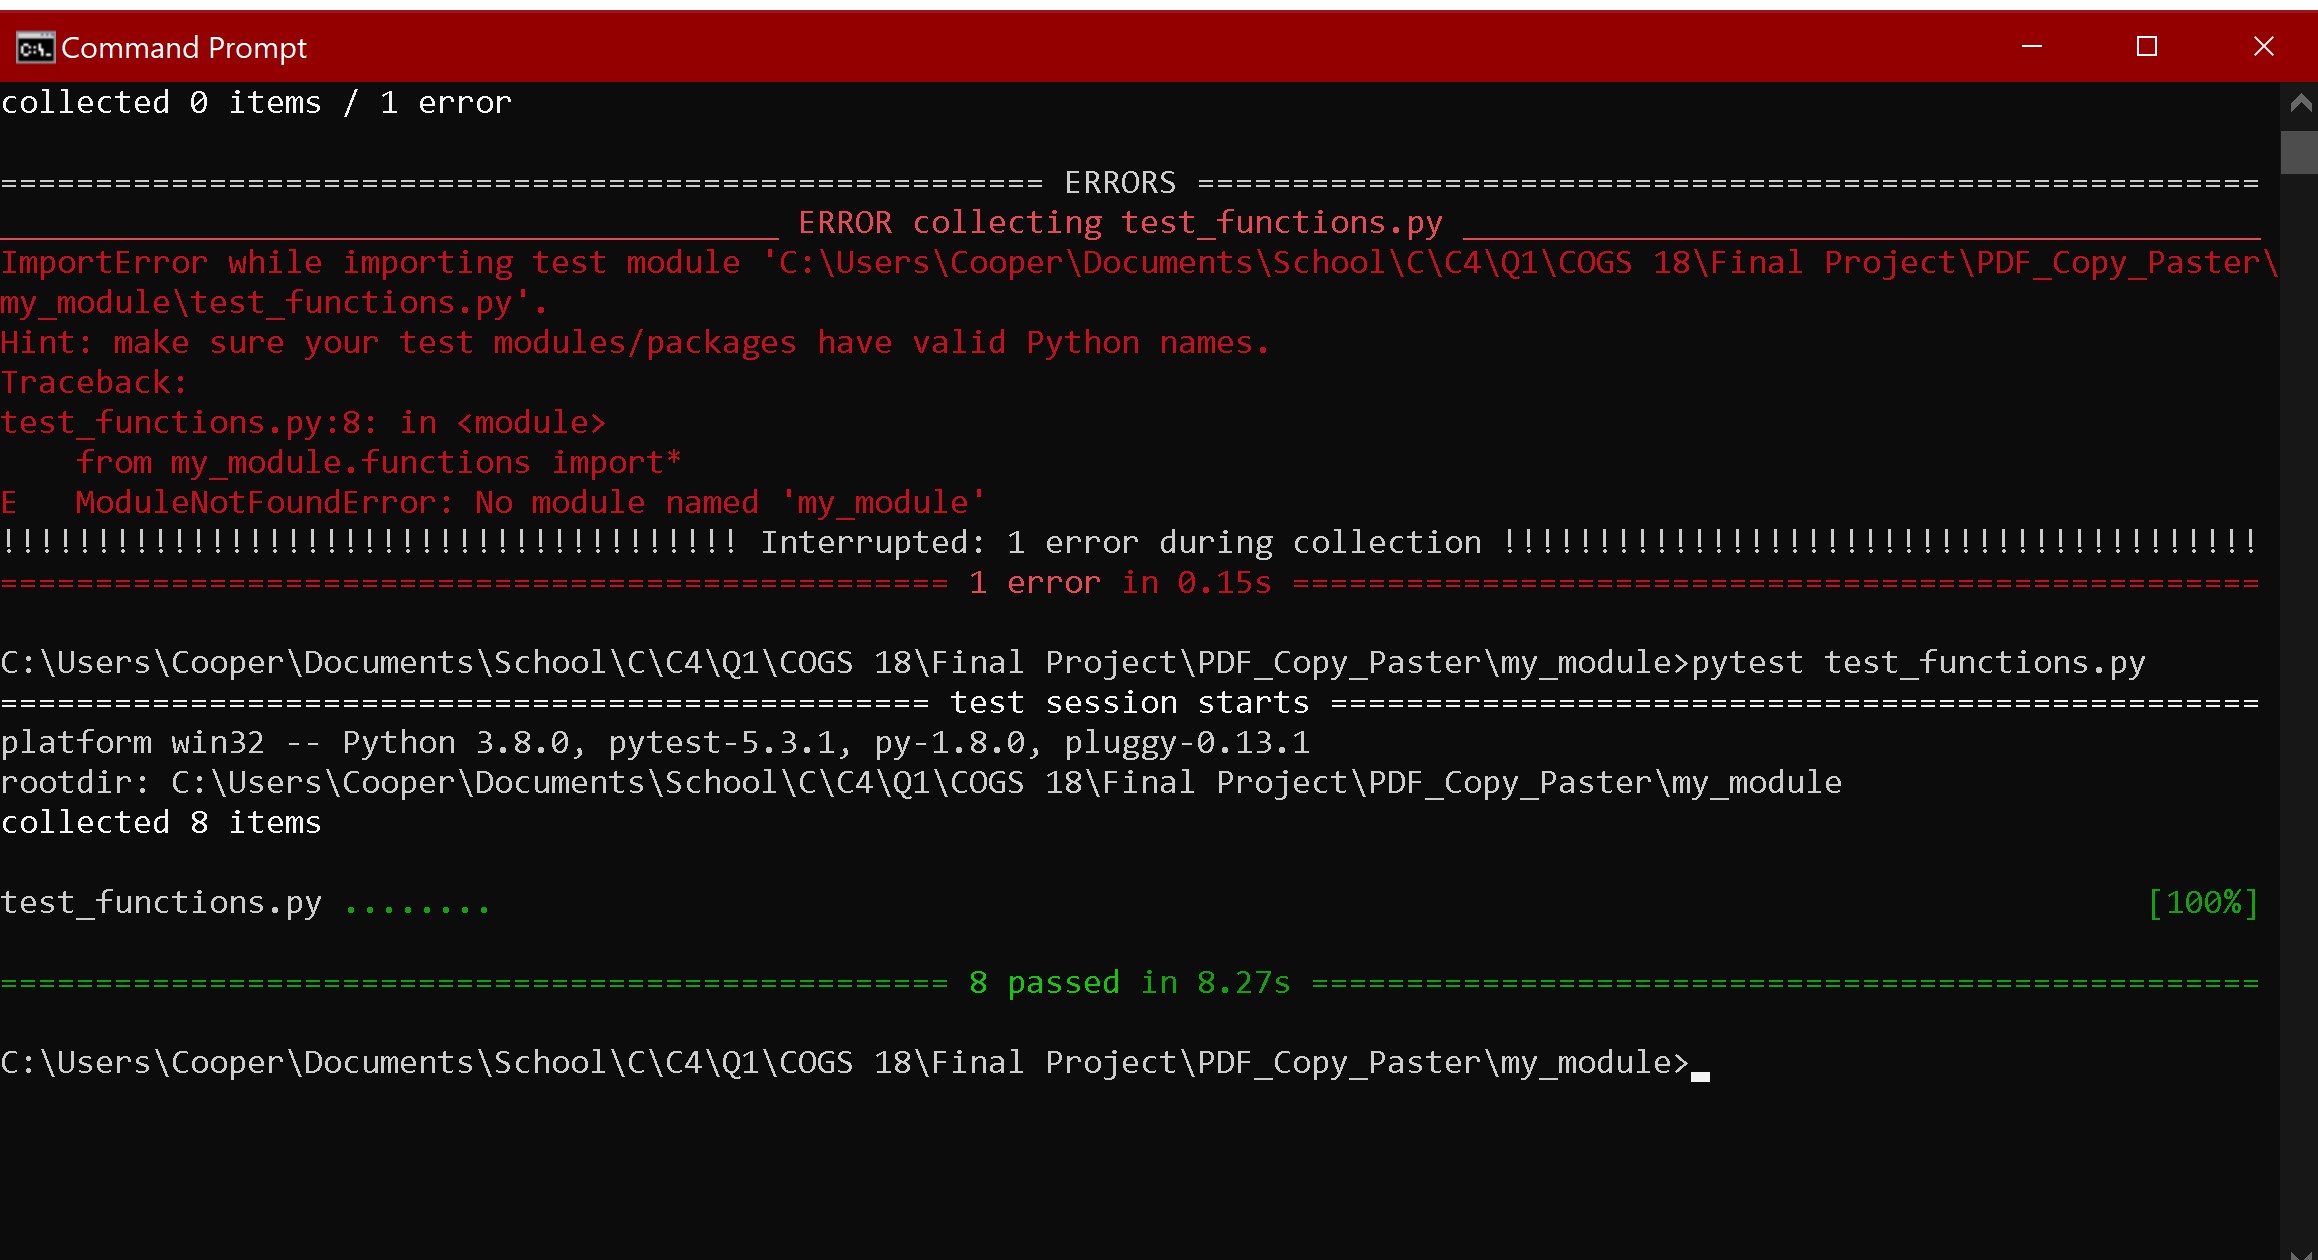 Command Prompt
collected 0 items / 1 error
======================================================= ERRORS ========================================================
_________________________________________ ERROR collecting test_functions.py __________________________________________
ImportError while importing test module 'C:\Users\Cooper\Documents\School\C\C4\Q1\COGS 18\Final Project\PDF_Copy_Paster\
my_module\test_functions.py'.
Hint: make sure your test modules/packages have valid Python names.
Traceback:
test_functions.py:8: in <module>
    from my_module.functions import*
E   ModuleNotFoundError: No module named 'my_module'
!!!!!!!!!!!!!!!!!!!!!!!!!!!!!!!!!!!!!!! Interrupted: 1 error during collection !!!!!!!!!!!!!!!!!!!!!!!!!!!!!!!!!!!!!!!!
================================================== 1 error in 0.15s ===================================================
C:\Users\Cooper\Documents\School\C\C4\Q1\COGS 18\Final Project\PDF_Copy_Paster\my_module>pytest test_functions.py
================================================= test session starts =================================================
platform win32 -- Python 3.8.0, pytest-5.3.1, py-1.8.0, pluggy-0.13.1
rootdir: C:\Users\Cooper\Documents\School\C\C4\Q1\COGS 18\Final Project\PDF_Copy_Paster\my_module
collected 8 items
test_functions.py ........                                                                                       [100%]
================================================== 8 passed in 8.27s ==================================================
C:\Users\Cooper\Documents\School\C\C4\Q1\COGS 18\Final Project\PDF_Copy_Paster\my_module>